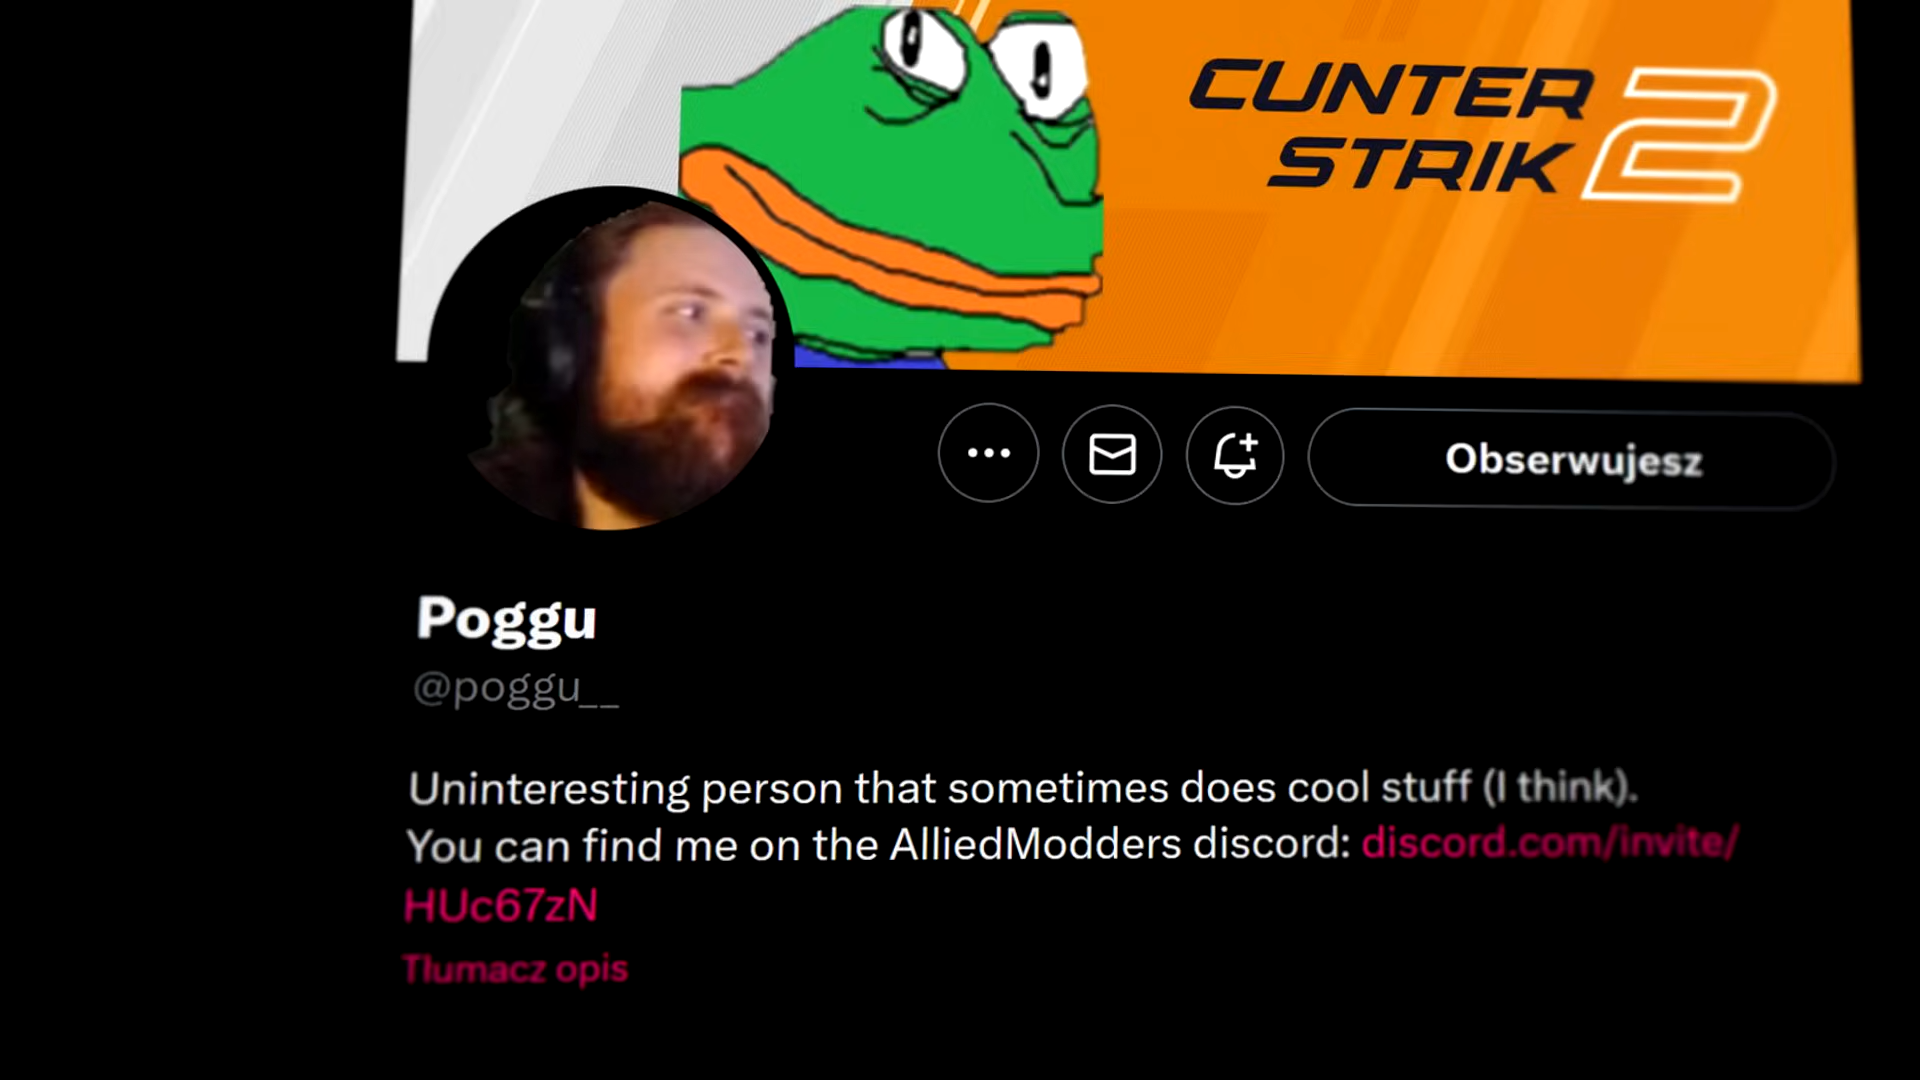 CUNTER
STRIK 2
Obserwujesz
Poggu
@poggu__
Uninteresting person that sometimes does cool stuff (I think).
You can find me on the AlliedModders discord: discord.com/invite/
HUc67zN
Tłumacz opis